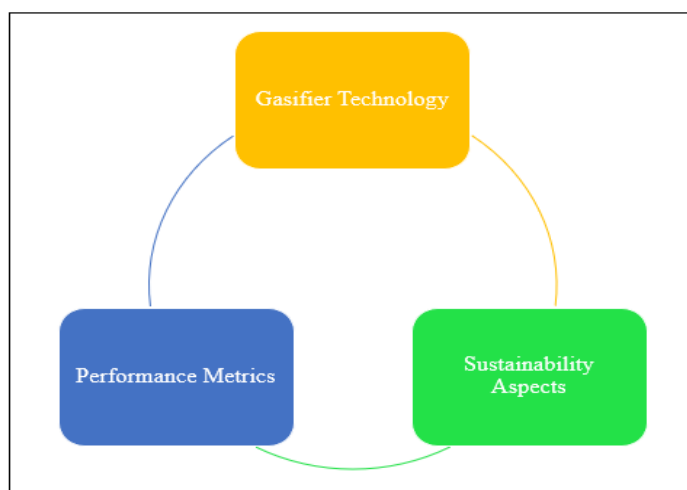 Gasifier Technology
Performance Metrics
Sustainability
Aspects